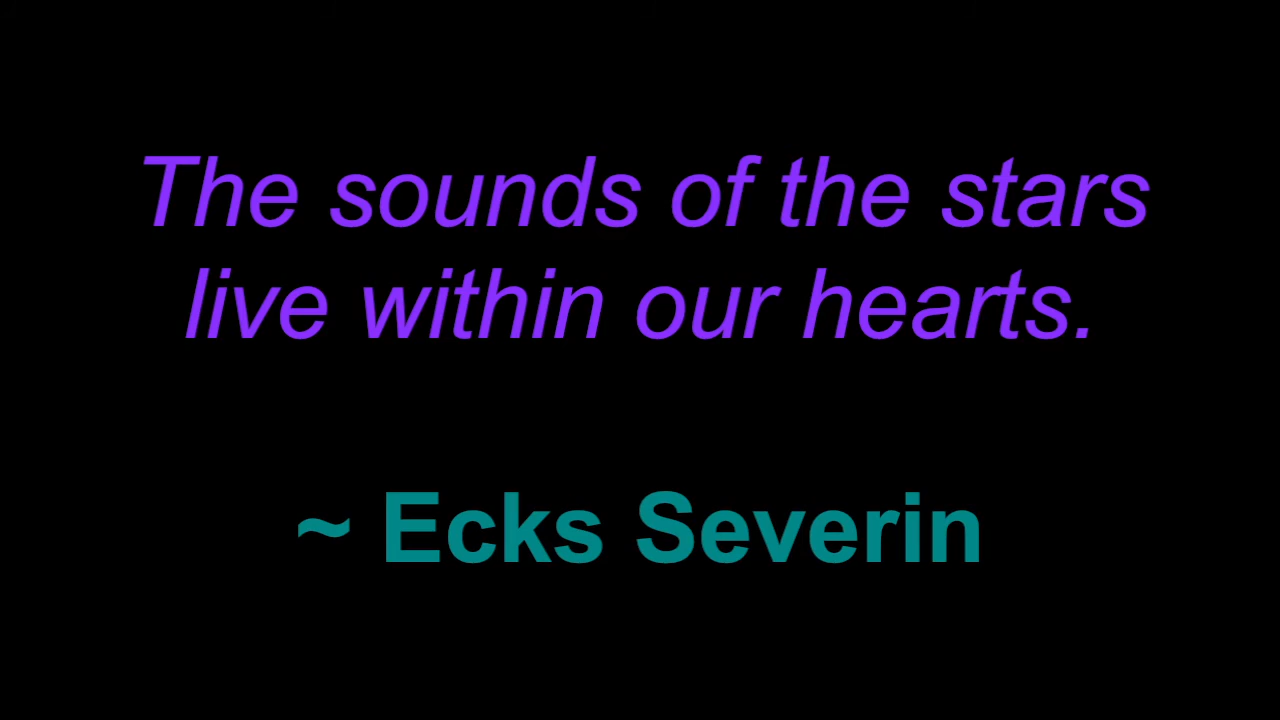 The sounds of the stars
live within our hearts.
~ Ecks Severin